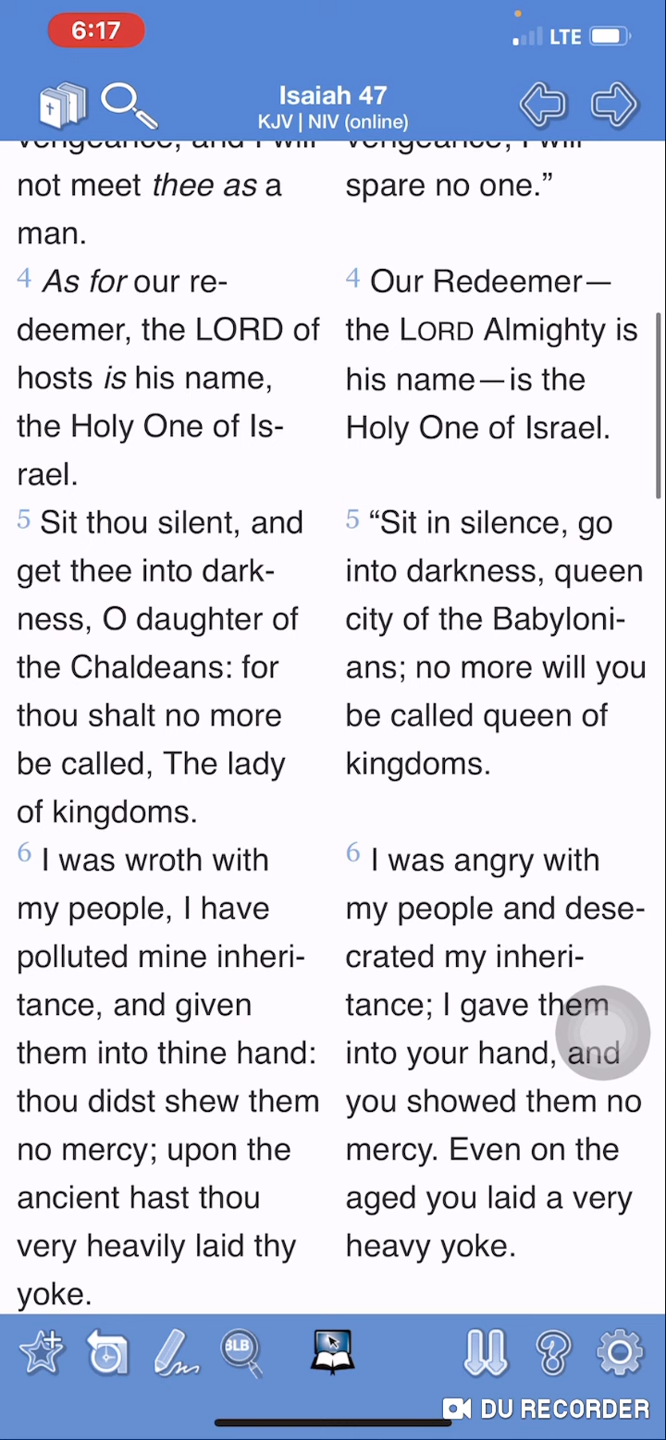 6:17
LTE
Isaiah 47
KJV | NIV (online)
vengeance, and I will
not meet thee as a
man.
4 As for our re-
deemer, the LORD of
hosts is his name,
the Holy One of Is-
rael.
5 Sit thou silent, and
get thee into dark-
ness, O daughter of
the Chaldeans: for
thou shalt no more
be called, The lady
of kingdoms.
6 I was wroth with
my people, I have
polluted mine inheri-
tance, and given
them into thine hand:
thou didst shew them
no mercy; upon the
ancient hast thou
very heavily laid thy
yoke.
vengeance; I will
spare no one.”
4 Our Redeemer—
the LORD Almighty is
his name—is the
Holy One of Israel.
5 “Sit in silence, go
into darkness, queen
city of the Babyloni-
ans; no more will you
be called queen of
kingdoms.
6 I was angry with
my people and dese-
crated my inheri-
tance; I gave them
into your hand, and
you showed them no
mercy. Even on the
aged you laid a very
heavy yoke.
BLB
DU RECORDER